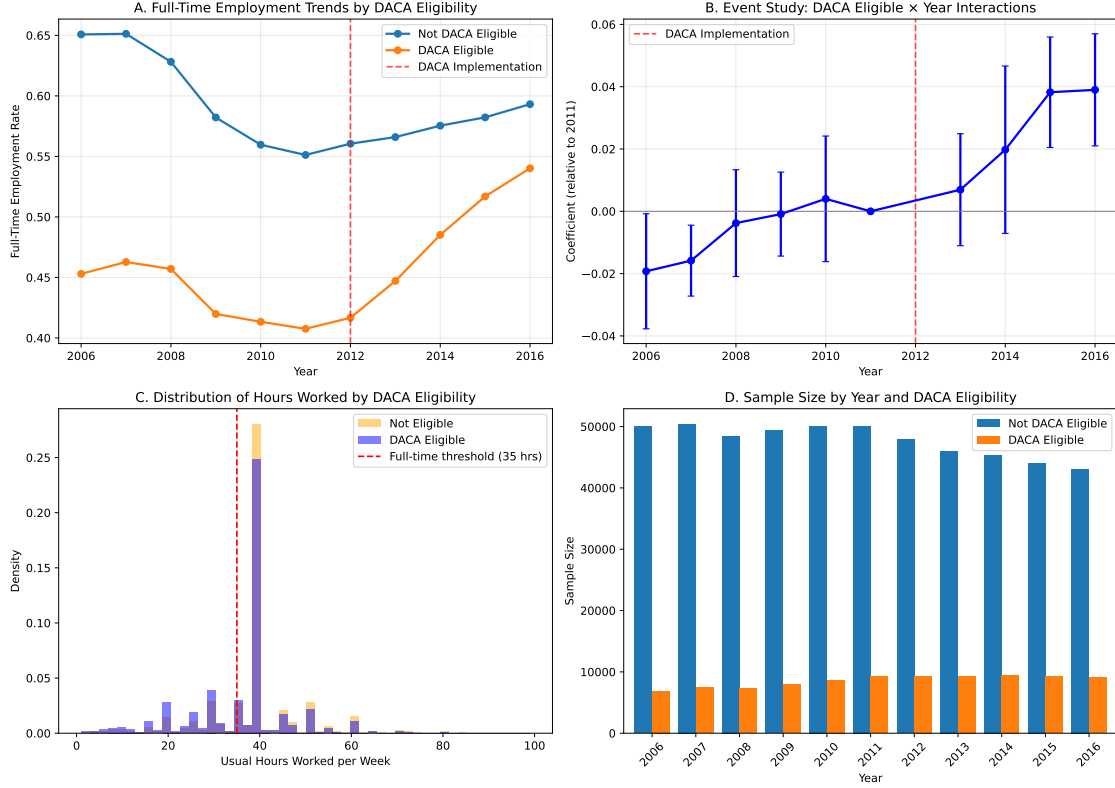 A. Full-Time Employment Trends by DACA Eligibility
Full-Time Employment Rate
0.65
0.60
0.55
0.50
0.45
0.40
Not DACA Eligible
DACA Eligible
DACA Implementation
2006
2008
2010
2012
2014
2016
Year
B. Event Study: DACA Eligible × Year Interactions
Coefficient (relative to 2011)
0.06
0.04
0.02
0.00
−0.02
−0.04
DACA Implementation
2006
2008
2010
2012
2014
2016
Year
C. Distribution of Hours Worked by DACA Eligibility
Density
0.25
0.20
0.15
0.10
0.05
0.00
Not Eligible
DACA Eligible
Full-time threshold (35 hrs)
0
20
40
60
80
100
Usual Hours Worked per Week
D. Sample Size by Year and DACA Eligibility
Sample Size
50000
40000
30000
20000
10000
0
Not DACA Eligible
DACA Eligible
2006
2007
2008
2009
2010
2011
2012
2013
2014
2015
2016
Year